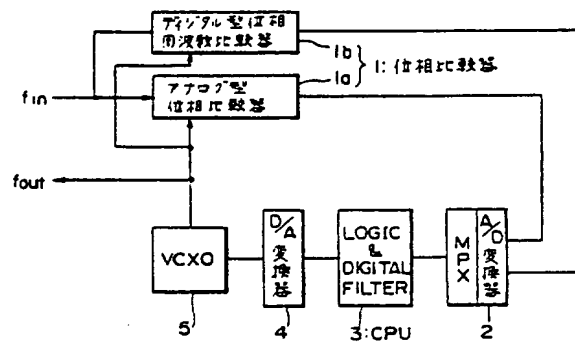 ディジタル型位相
周波数比較器
1b
1:位相比較器
アナログ型
位相比較器
1a
fin
fout
VCXO
5
D/A
変換器
4
LOGIC
&
DIGITAL
FILTER
3:CPU
MPX
A/D
変換器
2